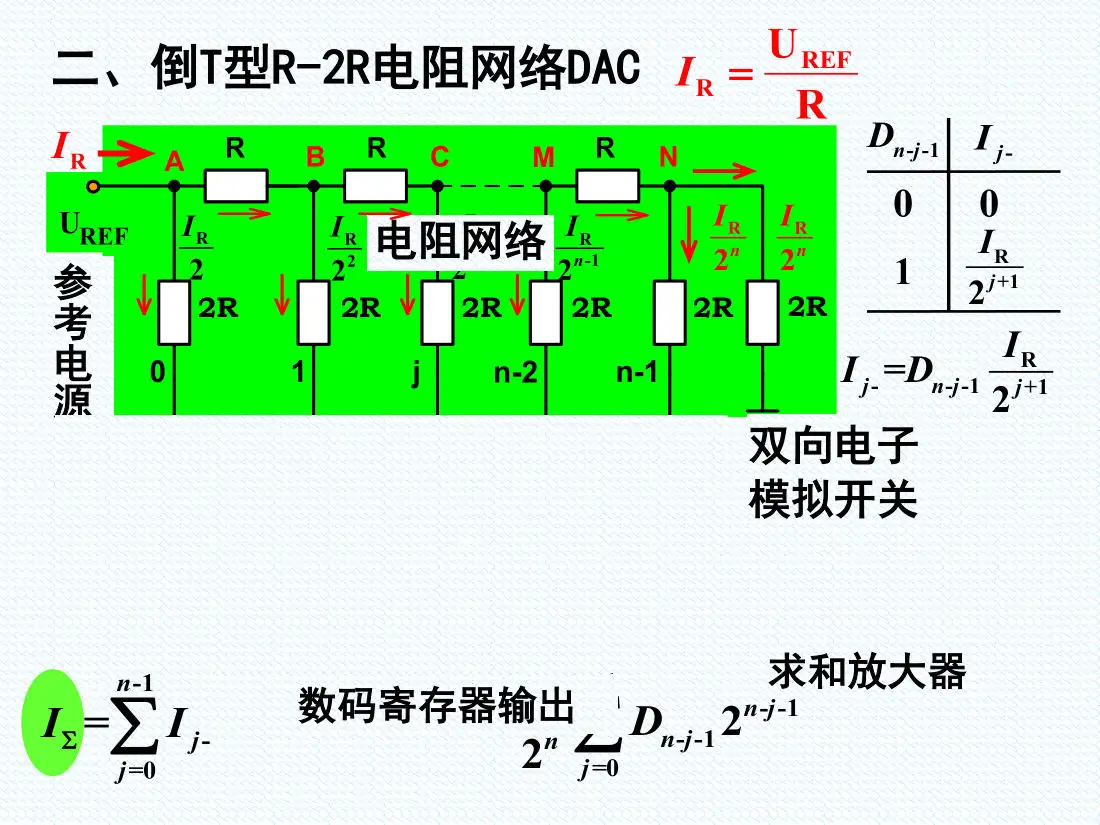 二、倒T型R-2R电阻网络DAC
I_R = U_REF / R
I_R
A R B R C M R N
U_REF
I_R/2 I_R/2^2 电阻网络 I_R/2^{n-1} I_R/2^n I_R/2^n
2R 2R 2R 2R 2R 2R
0 1 j n-2 n-1
参考电源
D_{n-j-1} I_{j-}
0 0
1 I_R/2^{j+1}
I_{j-}=D_{n-j-1} I_R/2^{j+1}
双向电子
模拟开关
求和放大器
数码寄存器输出
I_Σ=∑_{j=0}^{n-1} I_{j-}
2^n ∑_{j=0} D_{n-j-1} 2^{n-j-1}